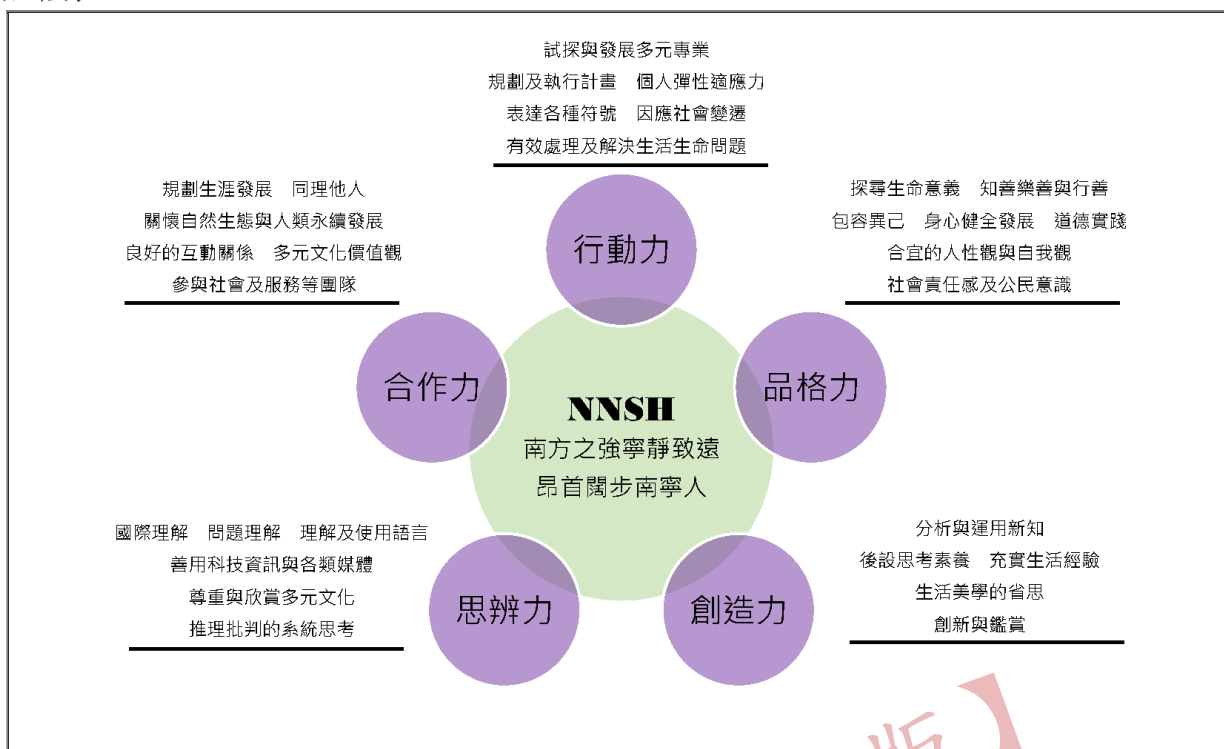 試探與發展多元專業
規劃及執行計畫 個人彈性適應力
表達各種符號 因應社會變遷
有效處理及解決生活生命問題
行動力
規劃生涯發展 同理他人
關懷自然生態與人類永續發展
良好的互動關係 多元文化價值觀
參與社會及服務等團隊
合作力
探尋生命意義 知善樂善與行善
包容異己 身心健全發展 道德實踐
合宜的人性觀與自我觀
社會責任感及公民意識
品格力
NNSH
南方之強寧靜致遠
昂首闊步南寧人
國際理解 問題理解 理解及使用語言
善用科技資訊與各類媒體
尊重與欣賞多元文化
推理批判的系統思考
思辨力
分析與運用新知
後設思考素養 充實生活經驗
生活美學的省思
創新與鑑賞
創造力
版】